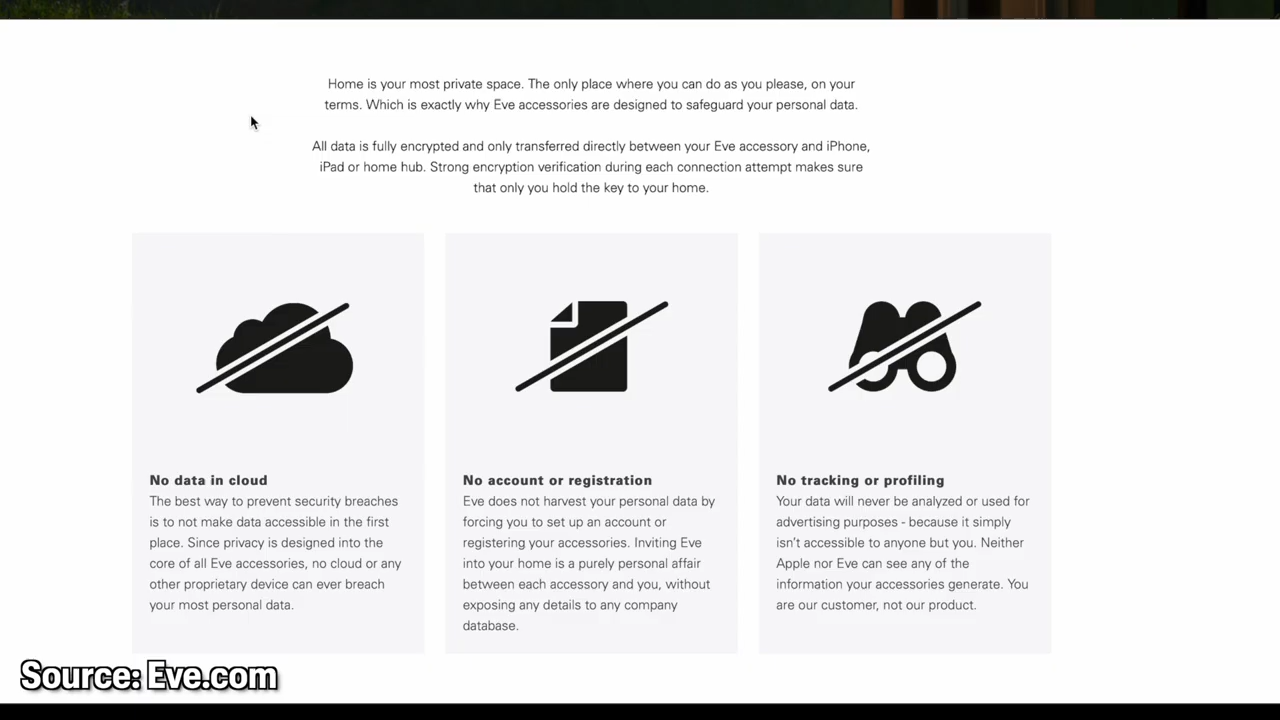 Home is your most private space. The only place where you can do as you please, on your
terms. Which is exactly why Eve accessories are designed to safeguard your personal data.
All data is fully encrypted and only transferred directly between your Eve accessory and iPhone,
iPad or home hub. Strong encryption verification during each connection attempt makes sure
that only you hold the key to your home.
No data in cloud
The best way to prevent security breaches
is to not make data accessible in the first
place. Since privacy is designed into the
core of all Eve accessories, no cloud or any
other proprietary device can ever breach
your most personal data.
No account or registration
Eve does not harvest your personal data by
forcing you to set up an account or
registering your accessories. Inviting Eve
into your home is a purely personal affair
between each accessory and you, without
exposing any details to any company
database.
No tracking or profiling
Your data will never be analyzed or used for
advertising purposes - because it simply
isn't accessible to anyone but you. Neither
Apple nor Eve can see any of the
information your accessories generate. You
are our customer, not our product.
Source: Eve.com